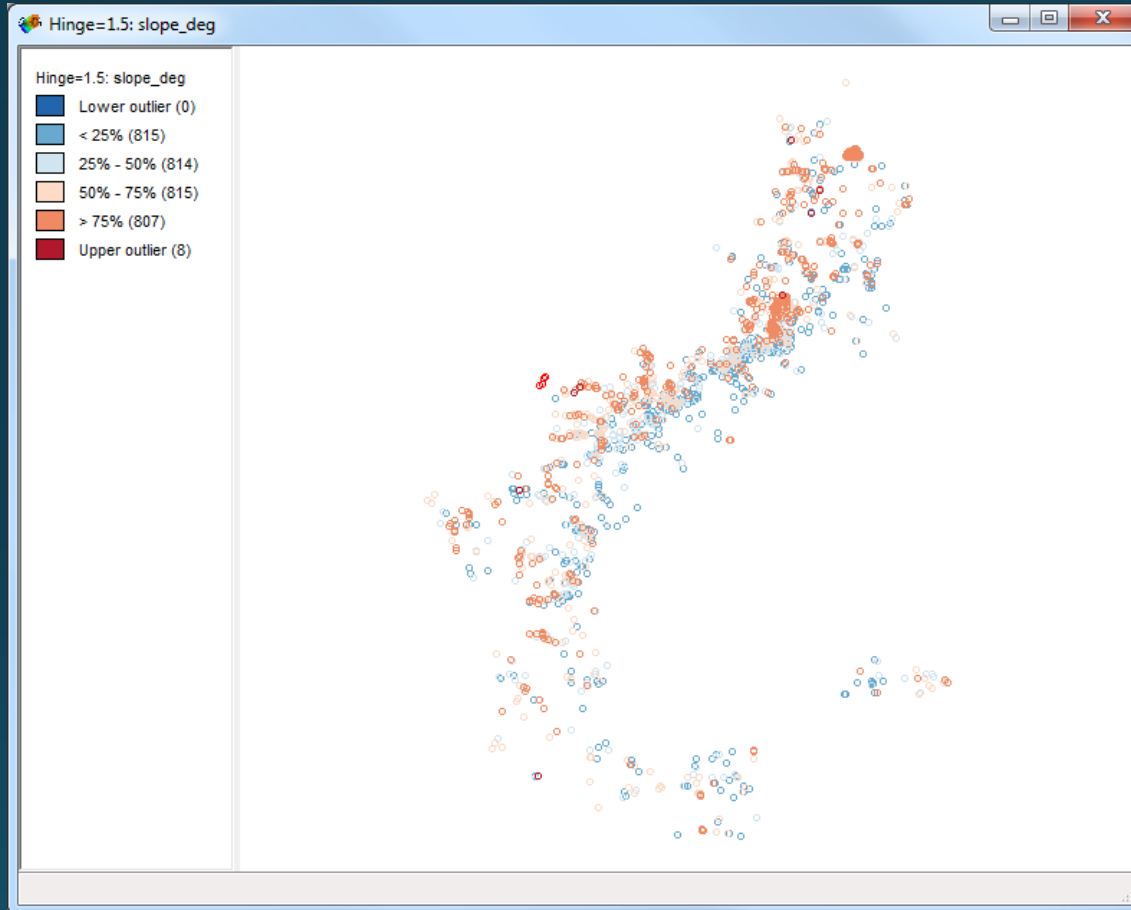 Hinge=1.5: slope_deg
Hinge=1.5: slope_deg
Lower outlier (0)
< 25% (815)
25% - 50% (814)
50% - 75% (815)
> 75% (807)
Upper outlier (8)